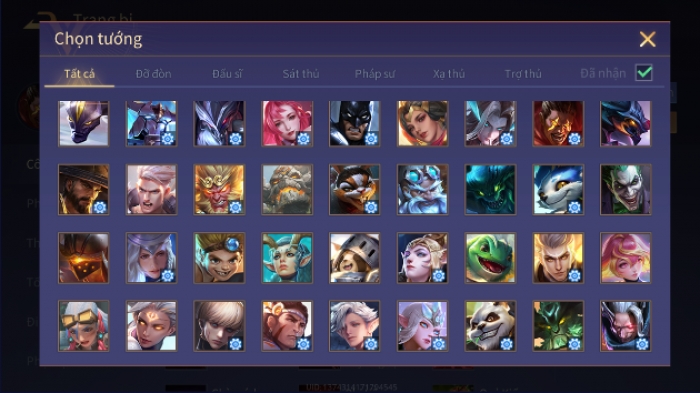 Trang bị
Chọn tướng
Tất cả
Đỡ đòn
Đấu sĩ
Sát thủ
Pháp sư
Xạ thủ
Trợ thủ
Đã nhận